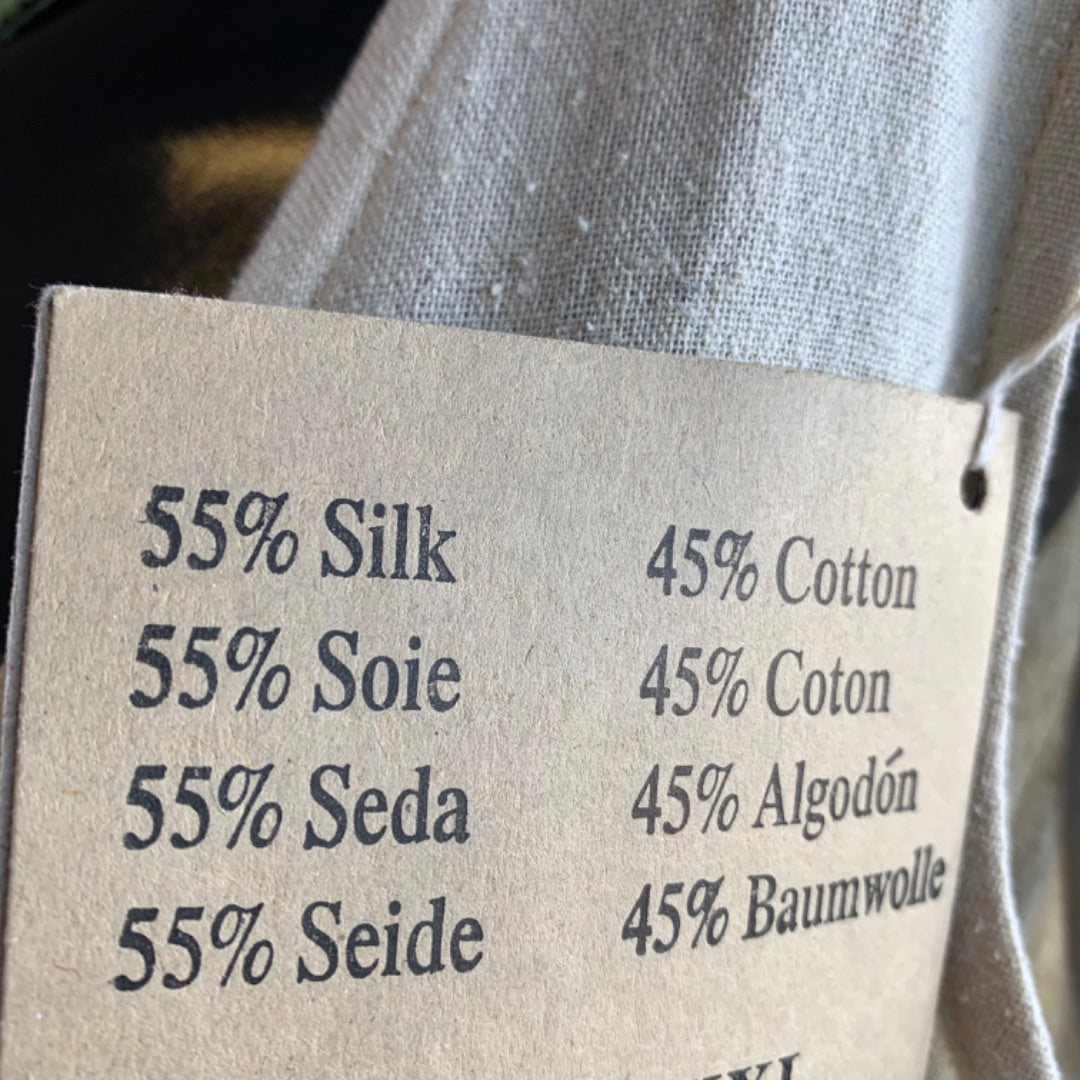 55% Silk 45% Cotton
55% Soie 45% Coton
55% Seda 45% Algodón
55% Seide 45% Baumwolle